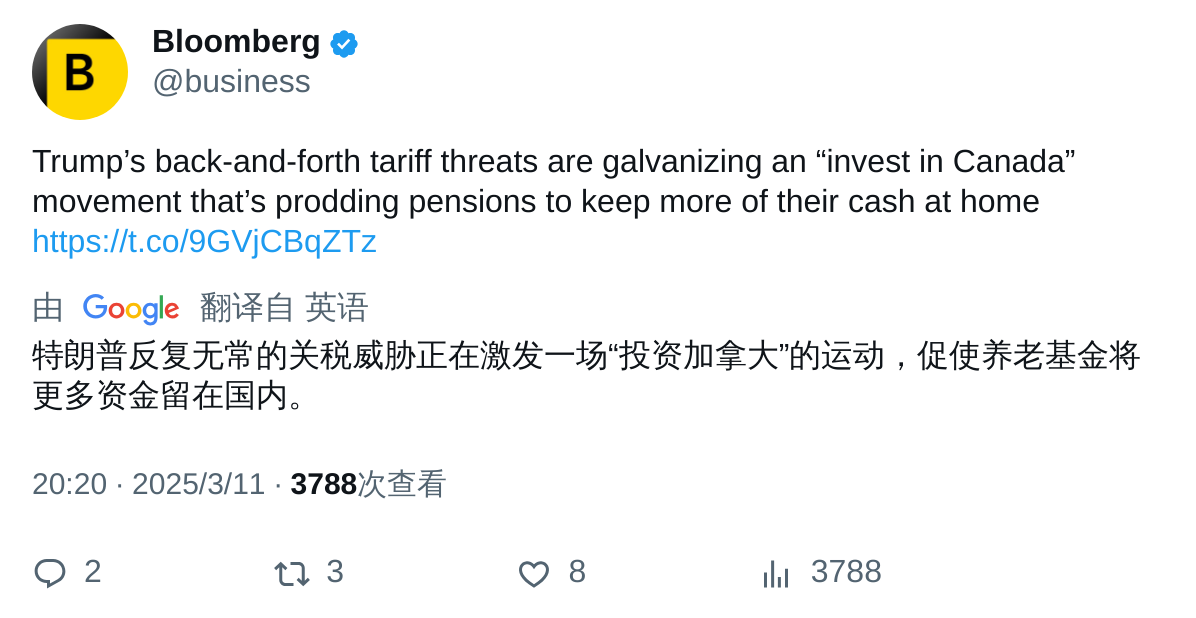 B
Bloomberg
@business
Trump’s back-and-forth tariff threats are galvanizing an “invest in Canada”
movement that’s prodding pensions to keep more of their cash at home
https://t.co/9GVjCBqZTz
由 Google 翻译自 英语
特朗普反复无常的关税威胁正在激发一场“投资加拿大”的运动，促使养老基金将
更多资金留在国内。
20:20 · 2025/3/11 · 3788次查看
2 3 8 3788